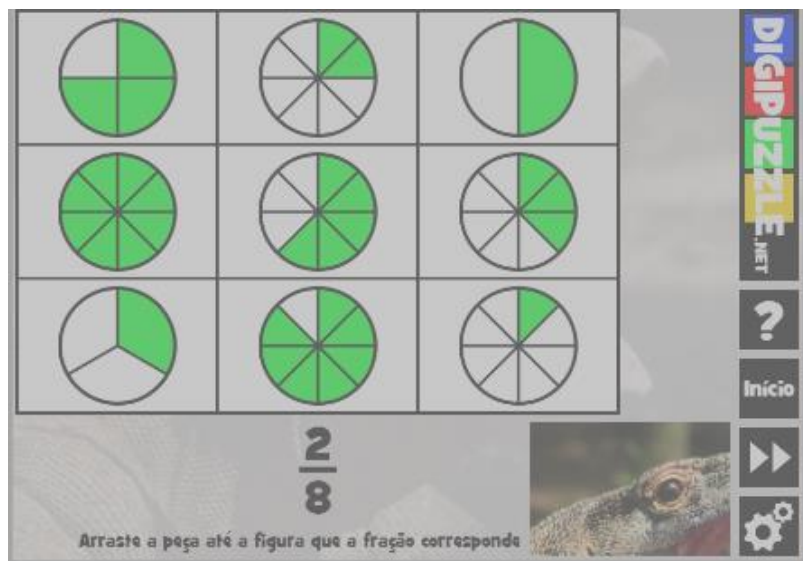 DIGIPUZZLE.NET
?
Início
2
8
Arraste a peça até a figura que a fração corresponde